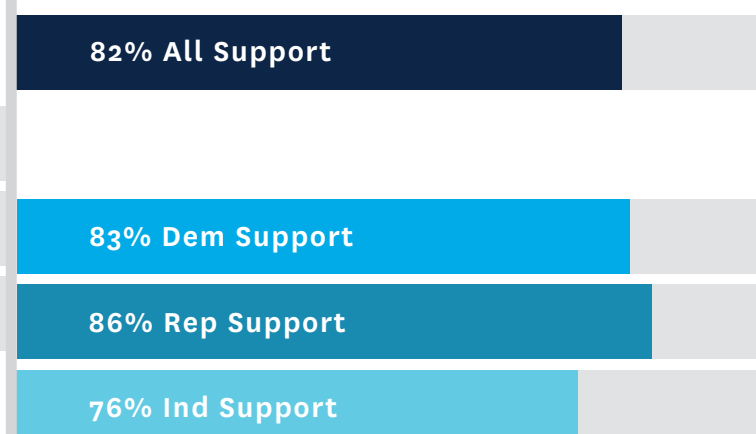 82% All Support
83% Dem Support
86% Rep Support
76% Ind Support